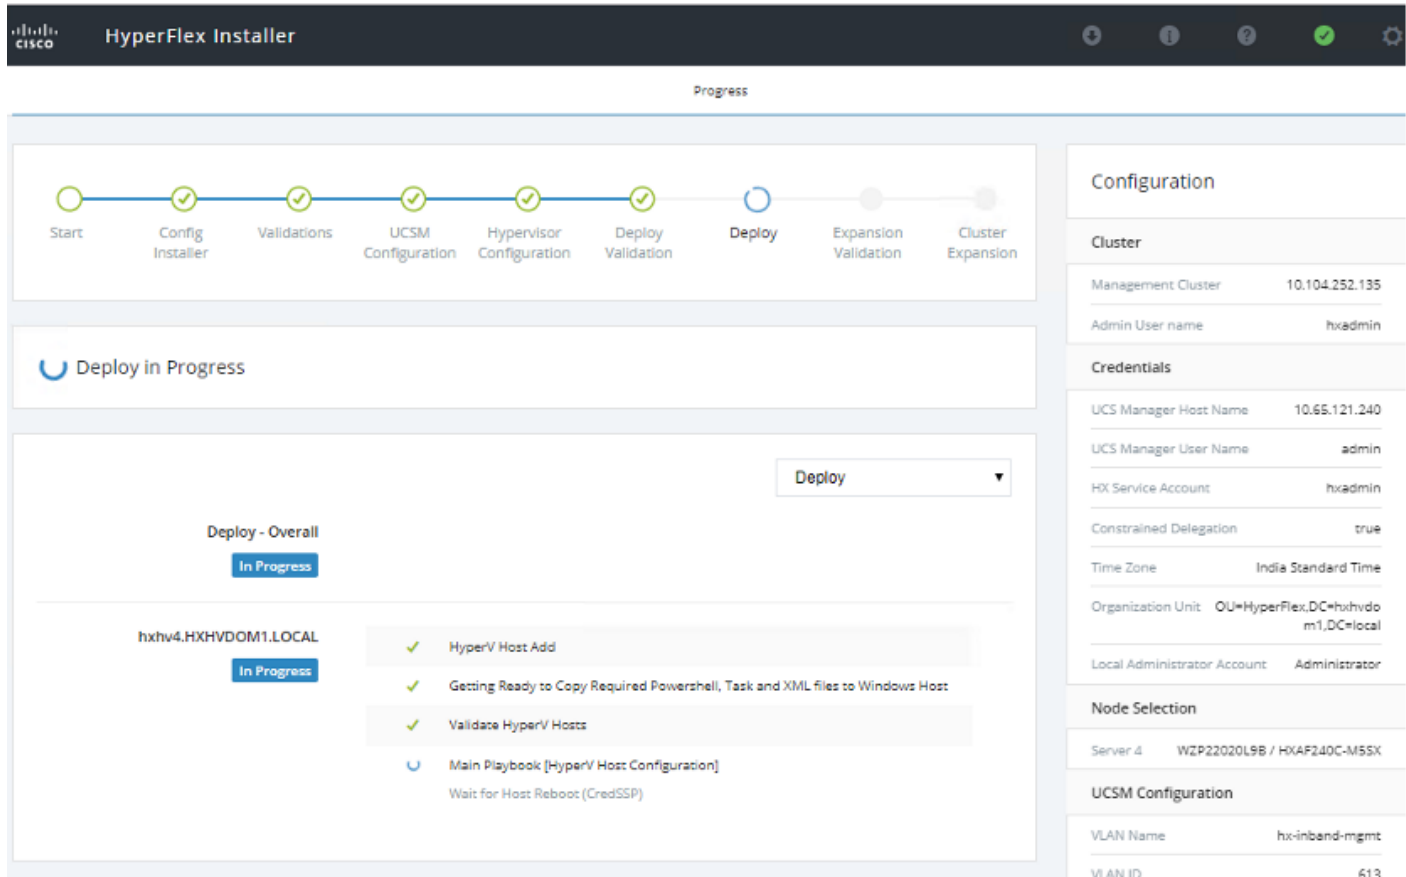 CISCO
HyperFlex Installer
Progress
Start
Config
Installer
Validations
UCSM
Configuration
Hypervisor
Configuration
Deploy
Validation
Deploy
Expansion
Validation
Cluster
Expansion
Deploy in Progress
Deploy
Deploy - Overall
In Progress
hxhv4.HXHVDOM1.LOCAL
In Progress
HyperV Host Add
Getting Ready to Copy Required Powershell, Task and XML files to Windows Host
Validate HyperV Hosts
Main Playbook [HyperV Host Configuration]
Wait for Host Reboot (CredSSP)
Configuration
Cluster
Management Cluster 10.104.252.135
Admin User name hxadmin
Credentials
UCS Manager Host Name 10.65.121.240
UCS Manager User Name admin
HX Service Account hxadmin
Constrained Delegation true
Time Zone India Standard Time
Organization Unit OU=HyperFlex,DC=hxhvdo
m1,DC=local
Local Administrator Account Administrator
Node Selection
Server 4 WZP22020L9B / HXAF240C-M5SX
UCSM Configuration
VLAN Name hx-inband-mgmt
VLAN ID 613